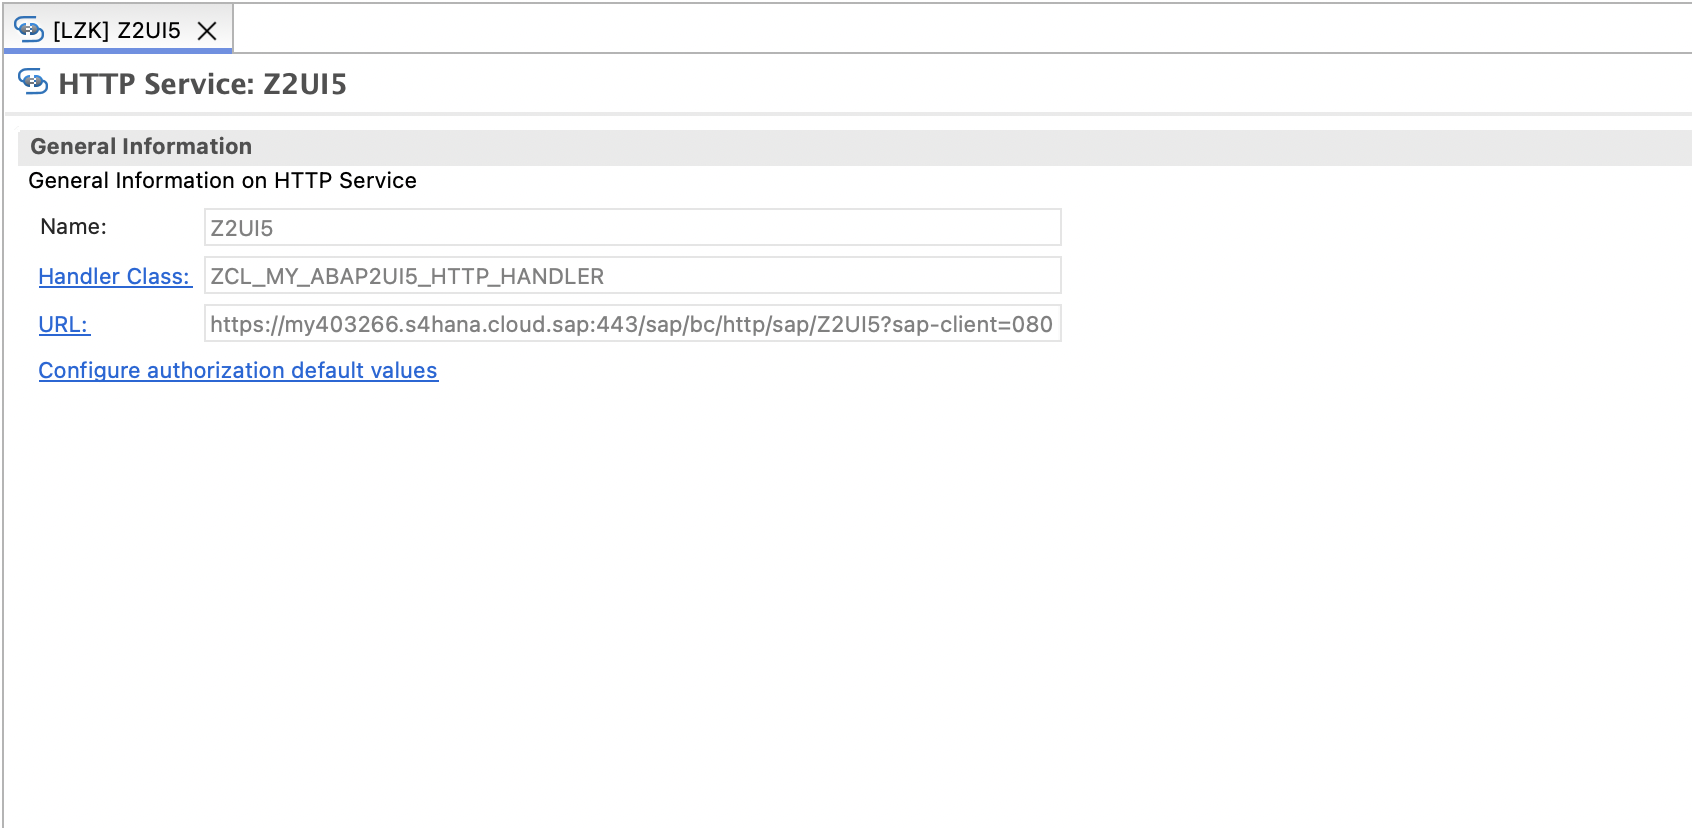 [LZK] Z2UI5
HTTP Service: Z2UI5
General Information
General Information on HTTP Service
Name: Z2UI5
Handler Class: ZCL_MY_ABAP2UI5_HTTP_HANDLER
URL: https://my403266.s4hana.cloud.sap:443/sap/bc/http/sap/Z2UI5?sap-client=080
Configure authorization default values